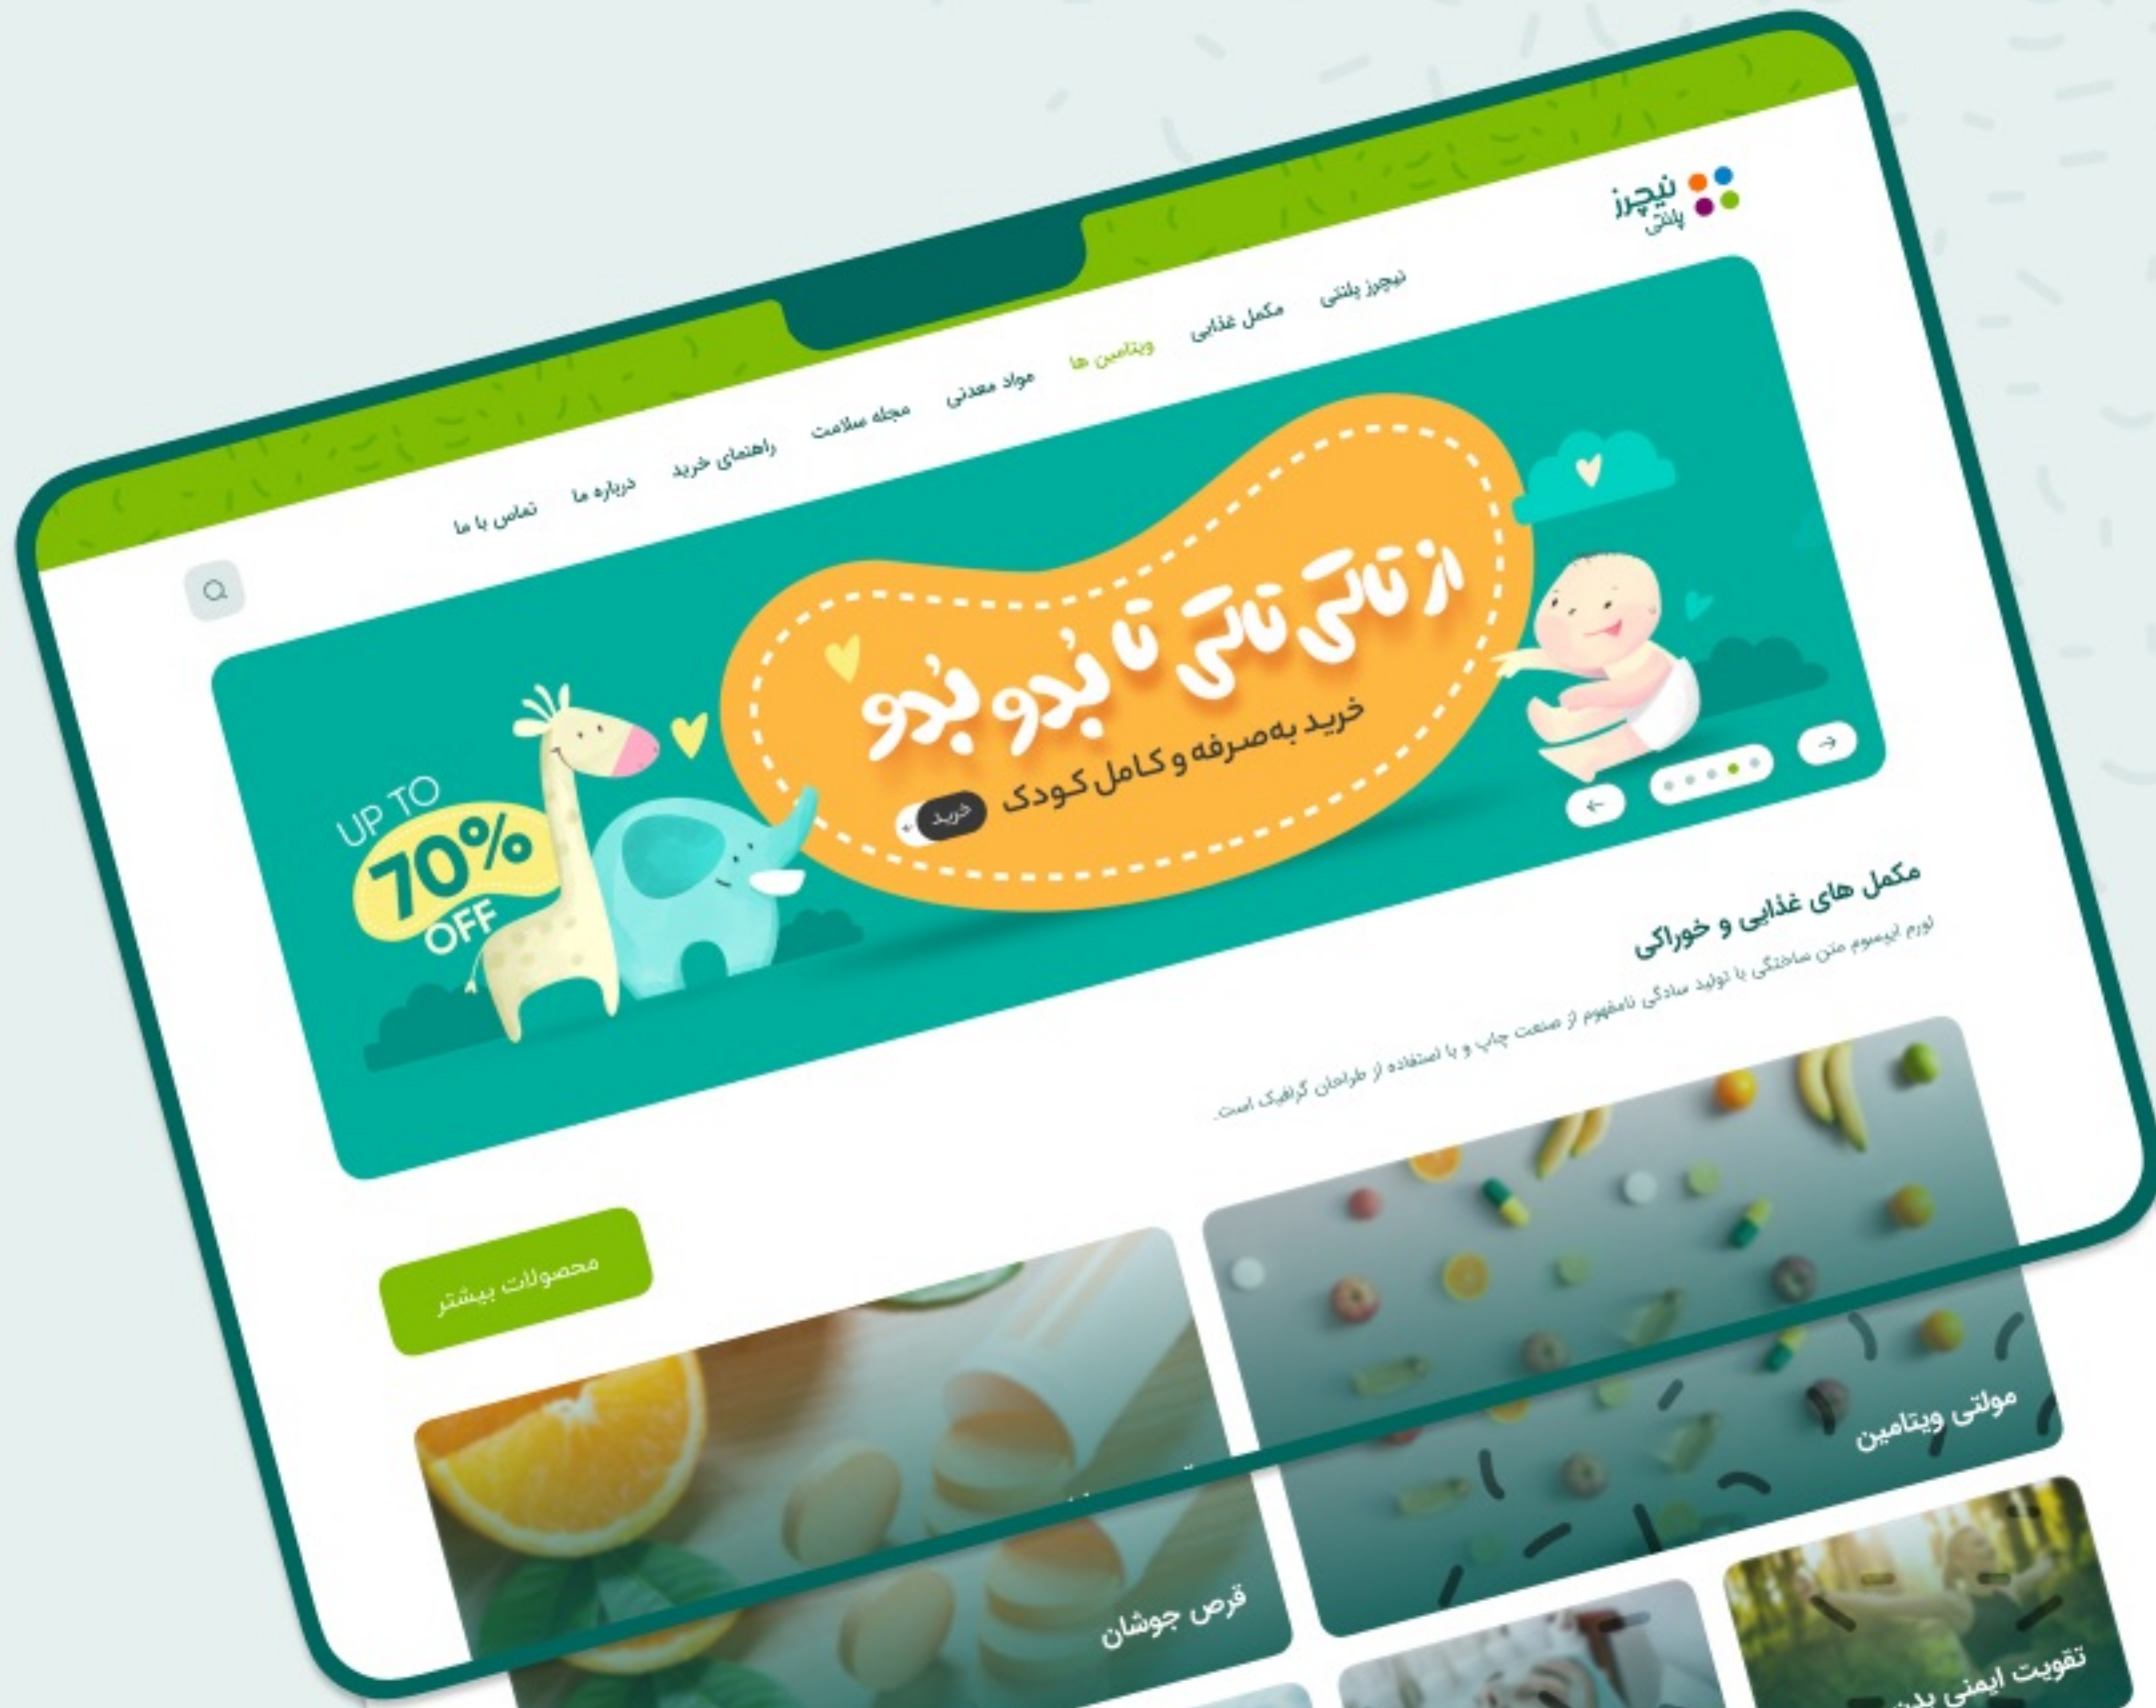 نیچرز
پلنتی
نیچرز پلنتی
مکمل غذایی
ویتامین ها
مواد معدنی
مجله سلامت
راهنمای خرید
درباره ما
تماس با ما
از تاتی تاتی تا بُدو بُدو
خرید به‌صرفه و کامل کودک
خرید
UP TO
70%
OFF
مکمل های غذایی و خوراکی
لورم ایپسوم متن ساختگی با تولید سادگی نامفهوم از صنعت چاپ و با استفاده از طراحان گرافیک است.
محصولات بیشتر
مولتی ویتامین
قرص جوشان
تقویت ایمنی بدن